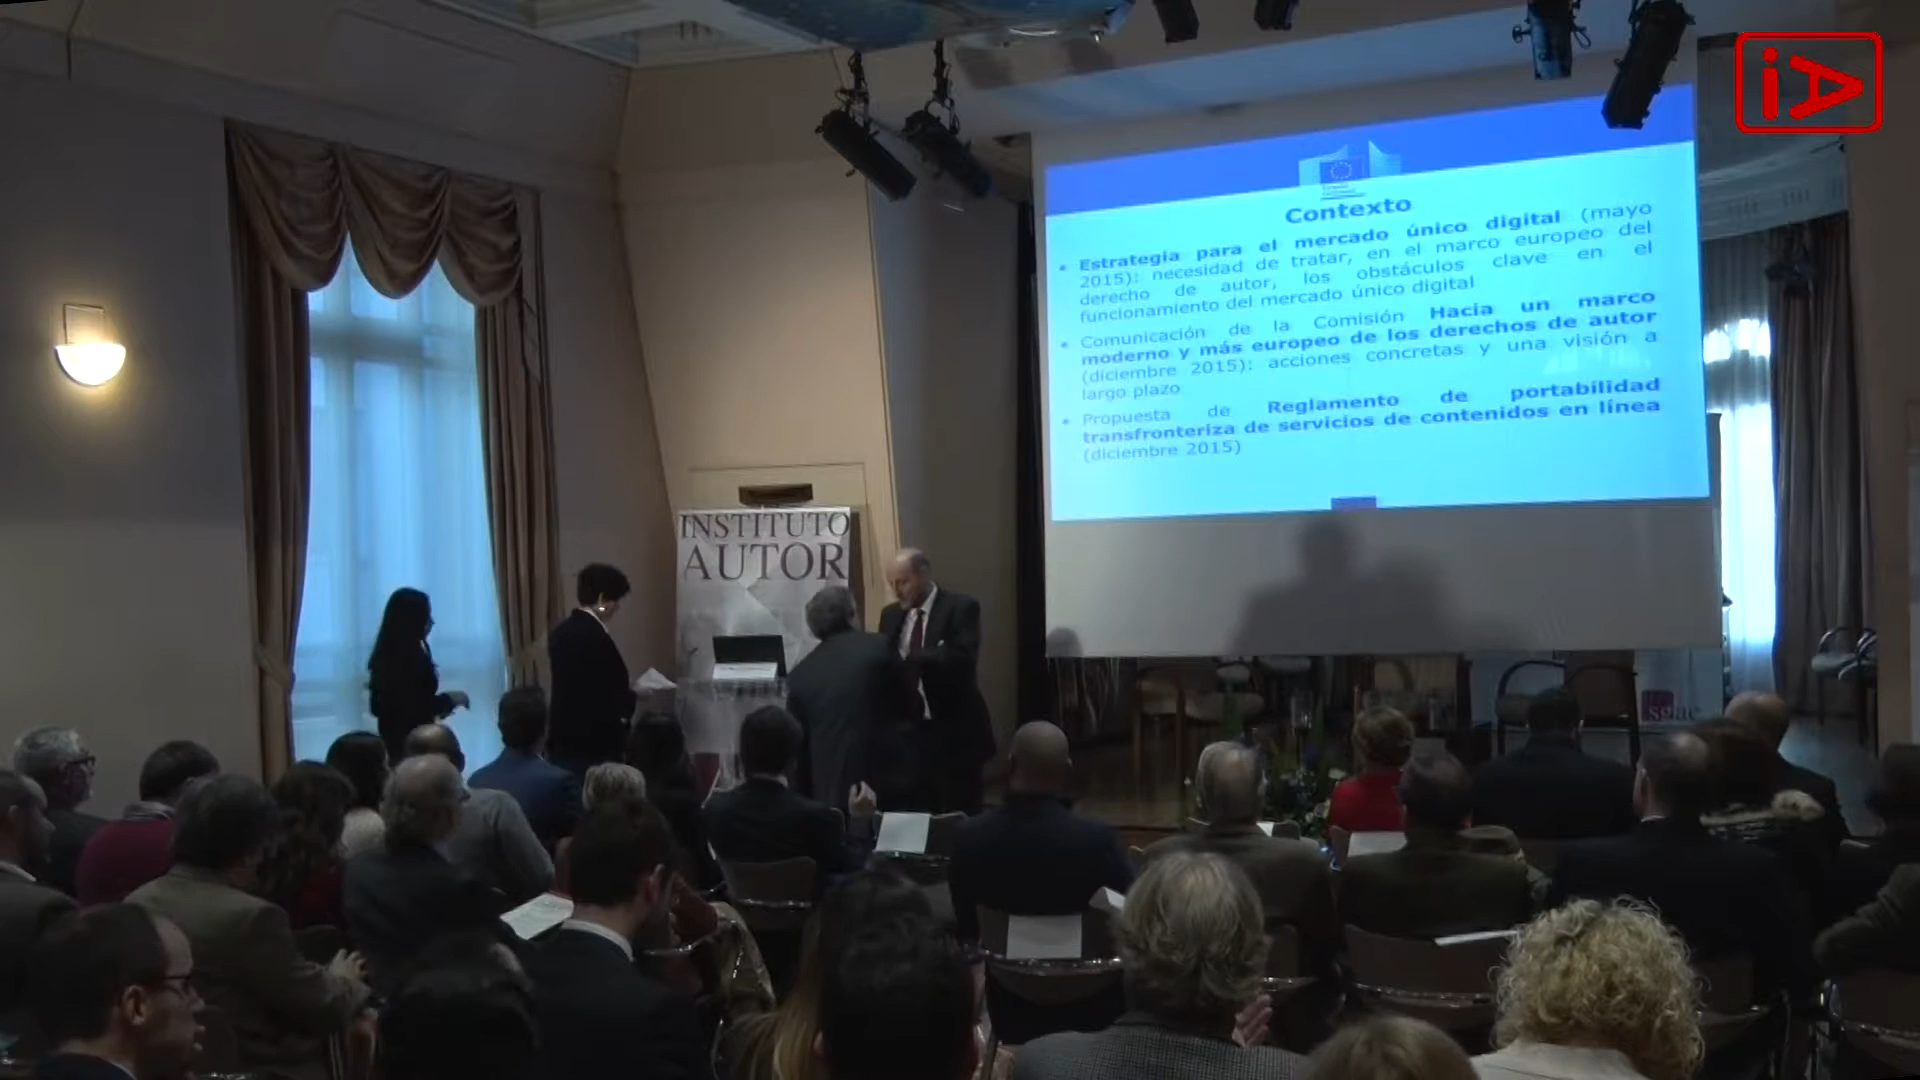 iA
Contexto
• Estrategia para el mercado único digital (mayo
2015): necesidad de tratar, en el marco europeo del
derecho de autor, los obstáculos clave en el
funcionamiento del mercado único digital
• Comunicación de la Comisión Hacia un marco
moderno y más europeo de los derechos de autor
(diciembre 2015): acciones concretas y una visión a
largo plazo
• Propuesta de Reglamento de portabilidad
transfronteriza de servicios de contenidos en línea
(diciembre 2015)
INSTITUTO
AUTOR
sgae